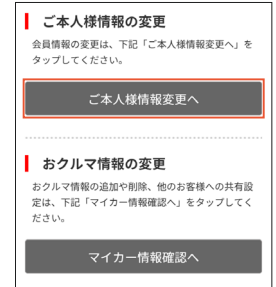 ご本人様情報の変更
会員情報の変更は、下記「ご本人様情報変更へ」を
タップしてください。
ご本人様情報変更へ
おクルマ情報の変更
おクルマ情報の追加や削除、他のお客様への共有設
定は、下記「マイカー情報確認へ」をタップしてく
ださい。
マイカー情報確認へ